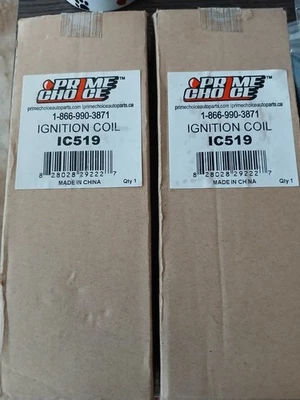 PRIME
CHOICE™
primechoiceautoparts.com |primechoiceautoparts.ca
1-866-990-3871
IGNITION COIL
IC519
8 28028 29222 7
MADE IN CHINA
Qty 1
PRIME
CHOICE™
primechoiceautoparts.com |primechoiceautoparts.ca
1-866-990-3871
IGNITION COIL
IC519
8 28028 29222 7
MADE IN CHINA
Qty 1